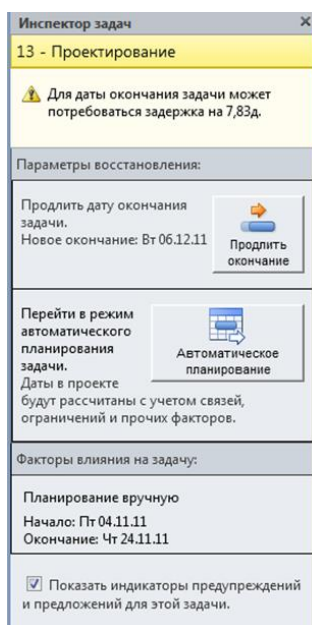 Инспектор задач
13 - Проектирование
Для даты окончания задачи может
потребоваться задержка на 7,83д.
Параметры восстановления:
Продлить дату окончания
задачи.
Новое окончание: Вт 06.12.11
Продлить
окончание
Перейти в режим
автоматического
планирования
задачи.
Даты в проекте
будут рассчитаны с учетом связей,
ограничений и прочих факторов.
Автоматическое
планирование
Факторы влияния на задачу:
Планирование вручную
Начало: Пт 04.11.11
Окончание: Чт 24.11.11
Показать индикаторы предупреждений
и предложений для этой задачи.